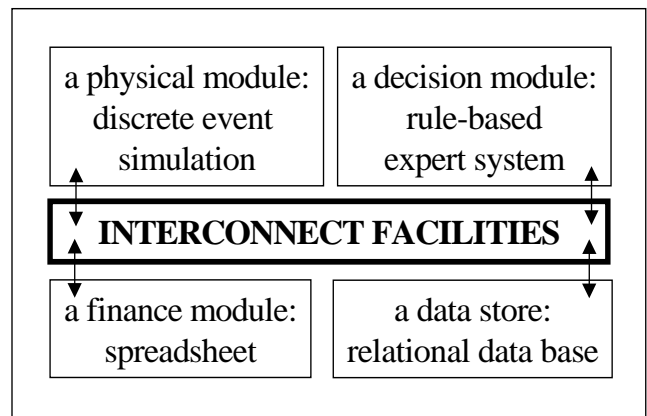 a physical module:
discrete event
simulation
a decision module:
rule-based
expert system
INTERCONNECT FACILITIES
a finance module:
spreadsheet
a data store:
relational data base